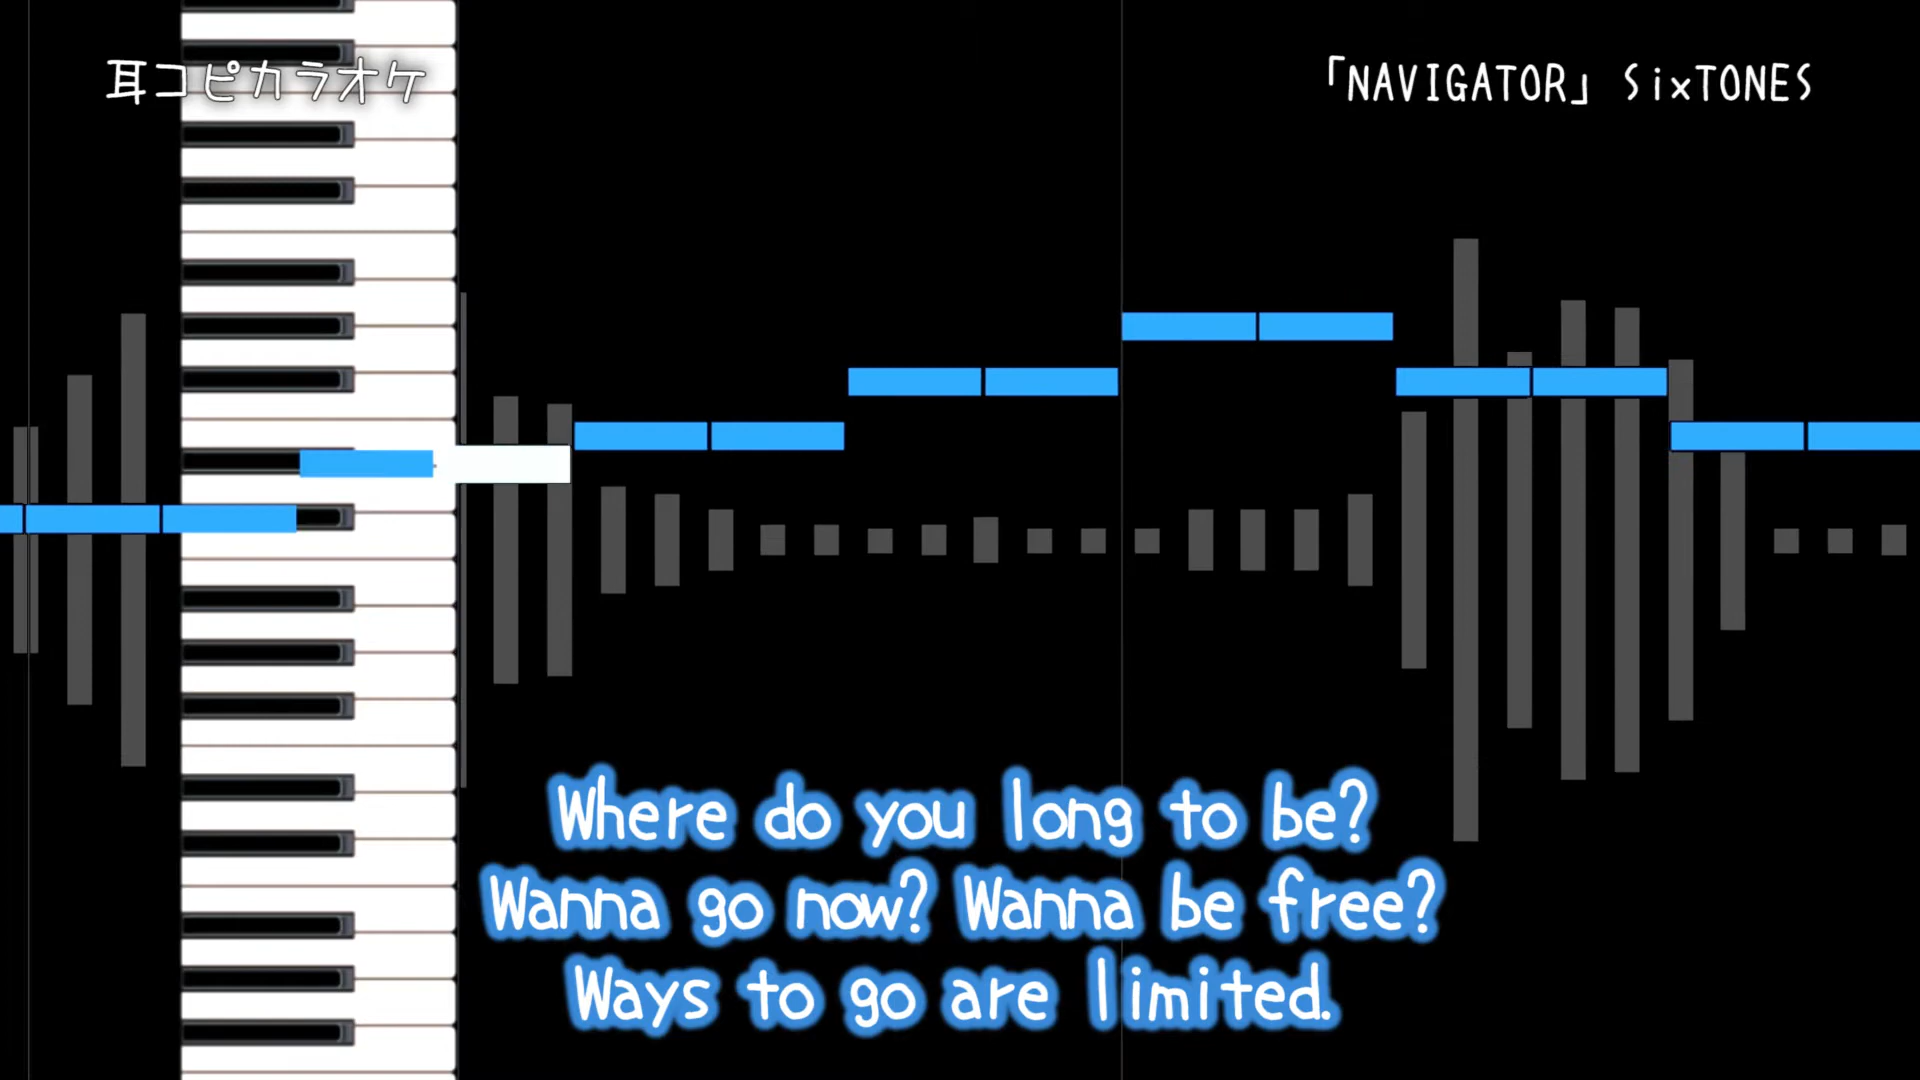 耳コピカラオケ
「NAVIGATOR」 SixTONES
Where do you long to be?
Wanna go now? Wanna be free?
Ways to go are limited.